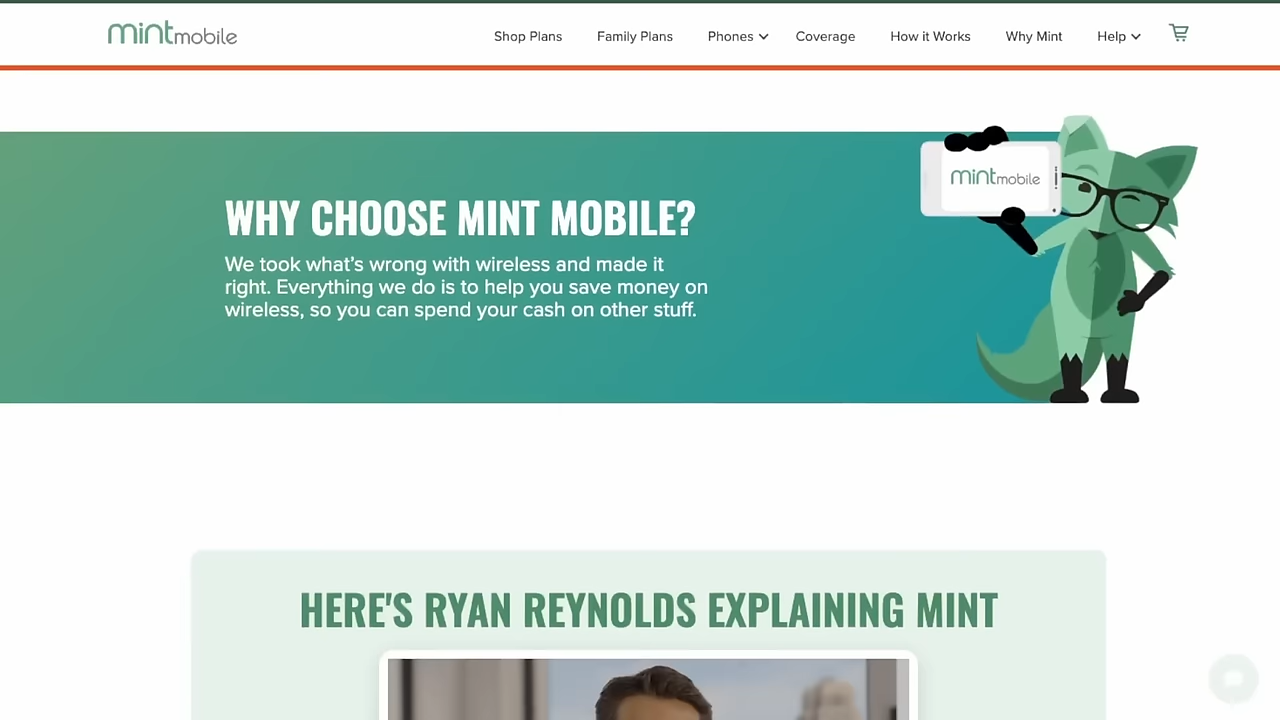 mintmobile
Shop Plans
Family Plans
Phones
Coverage
How it Works
Why Mint
Help
mintmobile
WHY CHOOSE MINT MOBILE?
We took what's wrong with wireless and made it
right. Everything we do is to help you save money on
wireless, so you can spend your cash on other stuff.
HERE'S RYAN REYNOLDS EXPLAINING MINT